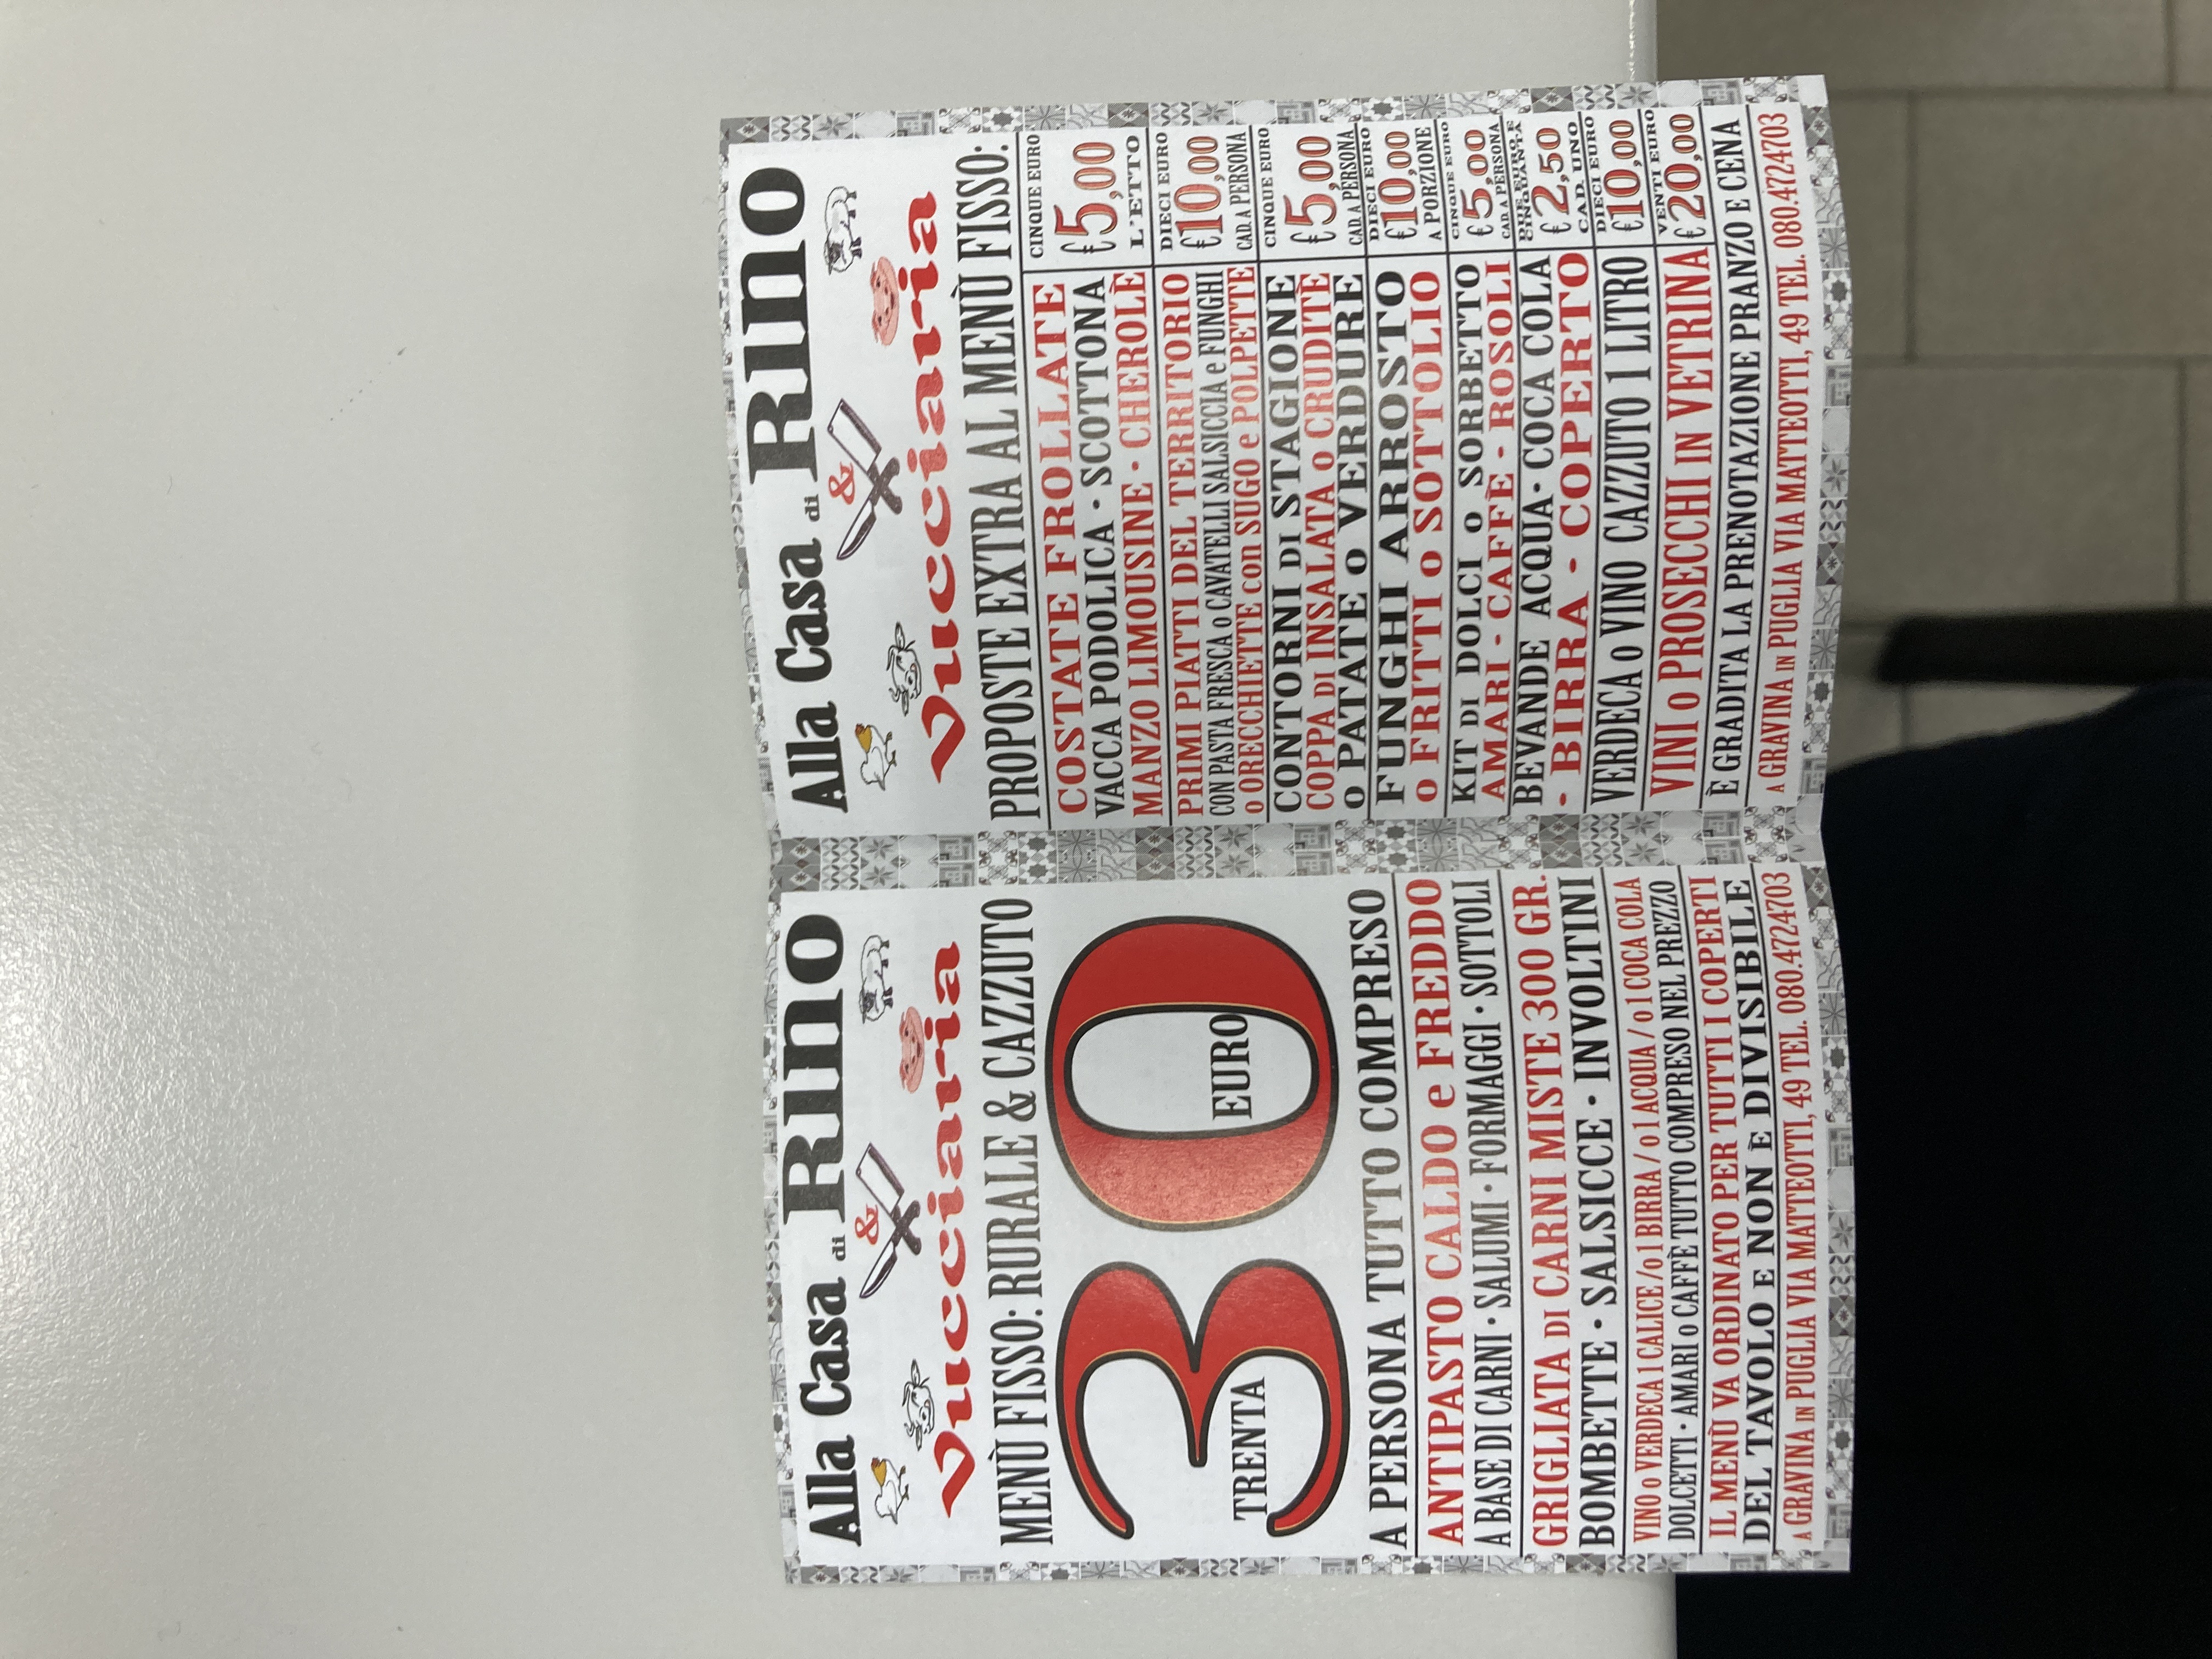 Alla Casa di Rino
&
Vucciaria
MENÙ FISSO: RURALE & CAZZUTO
30
TRENTA EURO
A PERSONA TUTTO COMPRESO
ANTIPASTO CALDO e FREDDO
A BASE DI CARNI • SALUMI • FORMAGGI • SOTTOLI
GRIGLIATA DI CARNI MISTE 300 GR.
BOMBETTE • SALSICCE • INVOLTINI
VINO o VERDECA 1 CALICE / o 1 BIRRA / o 1 ACQUA / o 1 COCA COLA
DOLCETTI • AMARI o CAFFÈ TUTTO COMPRESO NEL PREZZO
IL MENÙ VA ORDINATO PER TUTTI I COPERTI
DEL TAVOLO E NON È DIVISIBILE
A GRAVINA IN PUGLIA VIA MATTEOTTI, 49 TEL. 080.4724703
Alla Casa di Rino
&
Vucciaria
PROPOSTE EXTRA AL MENÙ FISSO:
COSTATE FROLLATE
VACCA PODOLICA • SCOTTONA
MANZO LIMOUSINE • CHEROLÈ
CINQUE EURO
€5,00
L'ETTO
PRIMI PIATTI DEL TERRITORIO
CON PASTA FRESCA o CAVATELLI SALSICCIA e FUNGHI
o ORECCHIETTE con SUGO e POLPETTE
DIECI EURO
€10,00
CAD. A PERSONA
CONTORNI DI STAGIONE
COPPA DI INSALATA o CRUDITÈ
o PATATE o VERDURE
CINQUE EURO
€5,00
CAD. A PERSONA
FUNGHI ARROSTO
o FRITTI o SOTTOLIO
DIECI EURO
€10,00
A PORZIONE
KIT DI DOLCI o SORBETTO
AMARI - CAFFÈ - ROSOLI
CINQUE EURO
€5,00
CAD. A PERSONA
BEVANDE ACQUA • COCA COLA
• BIRRA - COPERTO
DUE EURO E
CINQUANTA
€2,50
CAD. UNO
VERDECA o VINO CAZZUTO 1 LITRO
DIECI EURO
€10,00
VINI o PROSECCHI IN VETRINA
VENTI EURO
€20,00
È GRADITA LA PRENOTAZIONE PRANZO E CENA
A GRAVINA IN PUGLIA VIA MATTEOTTI, 49 TEL. 080.4724703